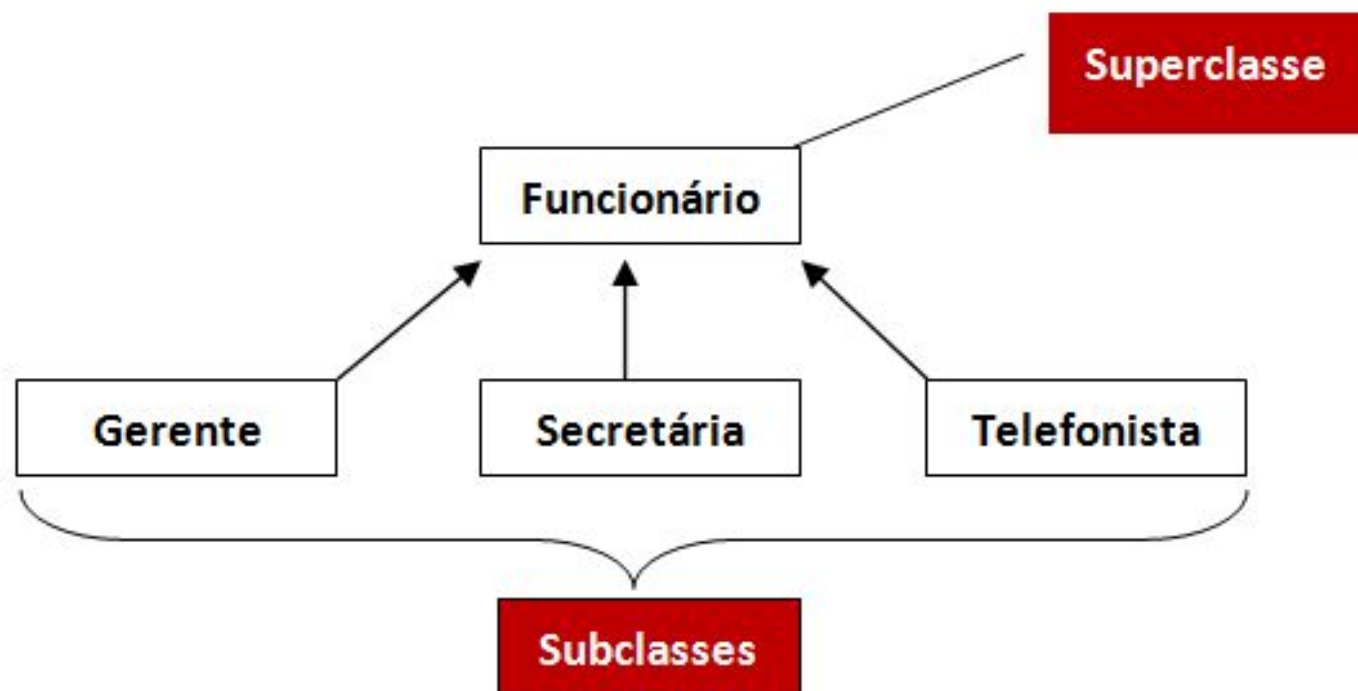 Superclasse
Funcionário
Gerente
Secretária
Telefonista
Subclasses